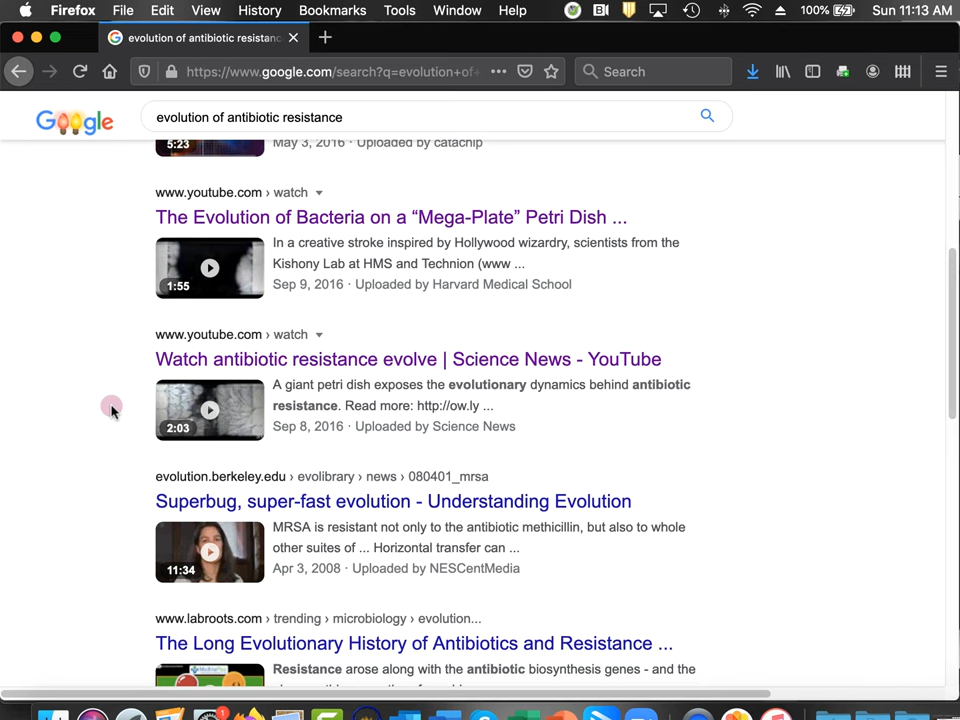 Firefox File Edit View History Bookmarks Tools Window Help 100% Sun 11:13 AM
evolution of antibiotic resistanc
https://www.google.com/search?q=evolution+of+ Search
Google evolution of antibiotic resistance
5:23 May 3, 2016 · Uploaded by catachip
www.youtube.com › watch
The Evolution of Bacteria on a “Mega-Plate” Petri Dish ...
In a creative stroke inspired by Hollywood wizardry, scientists from the
Kishony Lab at HMS and Technion (www ...
1:55 Sep 9, 2016 · Uploaded by Harvard Medical School
www.youtube.com › watch
Watch antibiotic resistance evolve | Science News - YouTube
A giant petri dish exposes the evolutionary dynamics behind antibiotic
resistance. Read more: http://ow.ly ...
2:03 Sep 8, 2016 · Uploaded by Science News
evolution.berkeley.edu › evolibrary › news › 080401_mrsa
Superbug, super-fast evolution - Understanding Evolution
MRSA is resistant not only to the antibiotic methicillin, but also to whole
other suites of ... Horizontal transfer can ...
11:34 Apr 3, 2008 · Uploaded by NESCentMedia
www.labroots.com › trending › microbiology › evolution...
The Long Evolutionary History of Antibiotics and Resistance ...
Resistance arose along with the antibiotic biosynthesis genes - and the